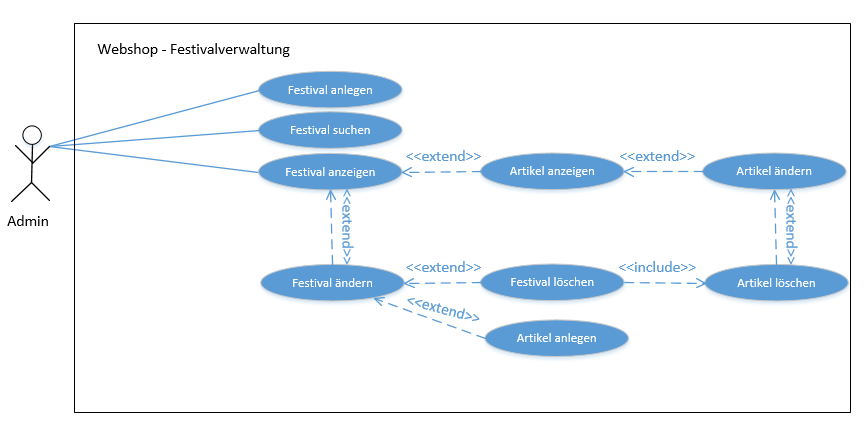 Webshop - Festivalverwaltung
Festival anlegen
Festival suchen
Festival anzeigen
<<extend>>
Artikel anzeigen
<<extend>>
Artikel ändern
Admin
<<extend>>
<<extend>>
Festival ändern
<<extend>>
Festival löschen
<<include>>
Artikel löschen
<<extend>>
Artikel anlegen